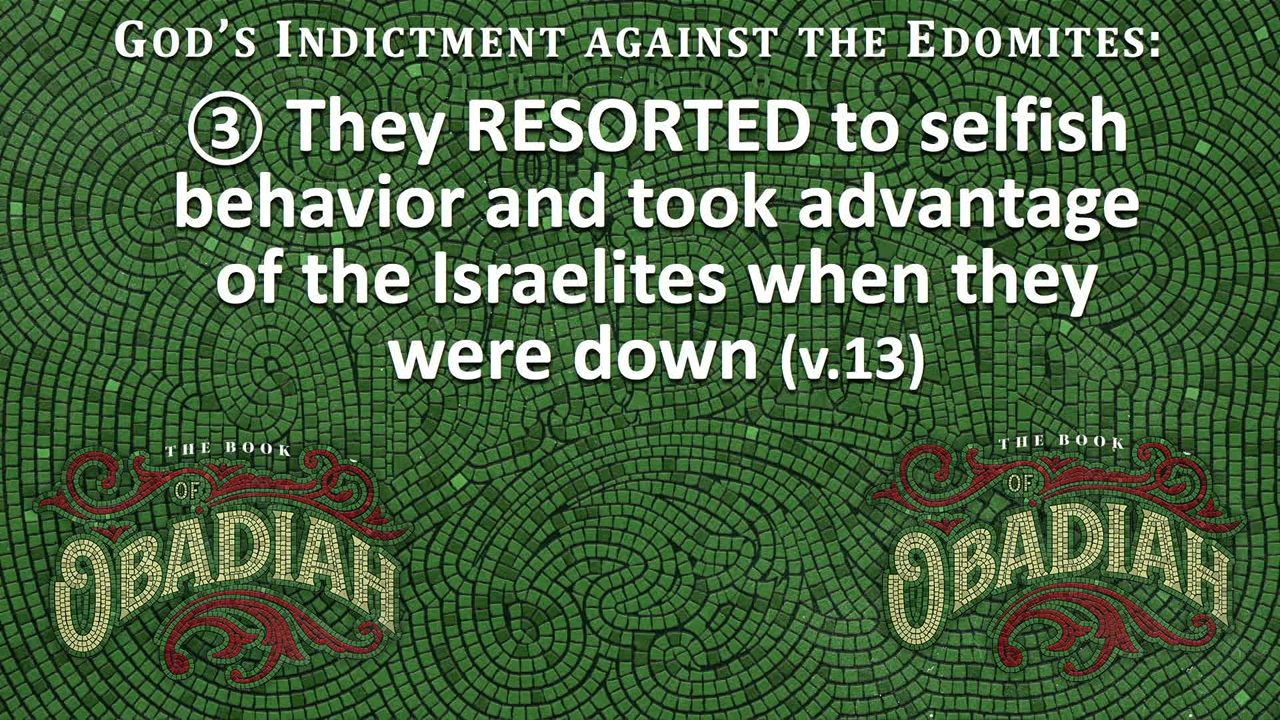 GOD'S INDICTMENT AGAINST THE EDOMITES:
③ They RESORTED to selfish
behavior and took advantage
of the Israelites when they
were down (v.13)
THE BOOK
OF
OBADIAH
THE BOOK
OF
OBADIAH